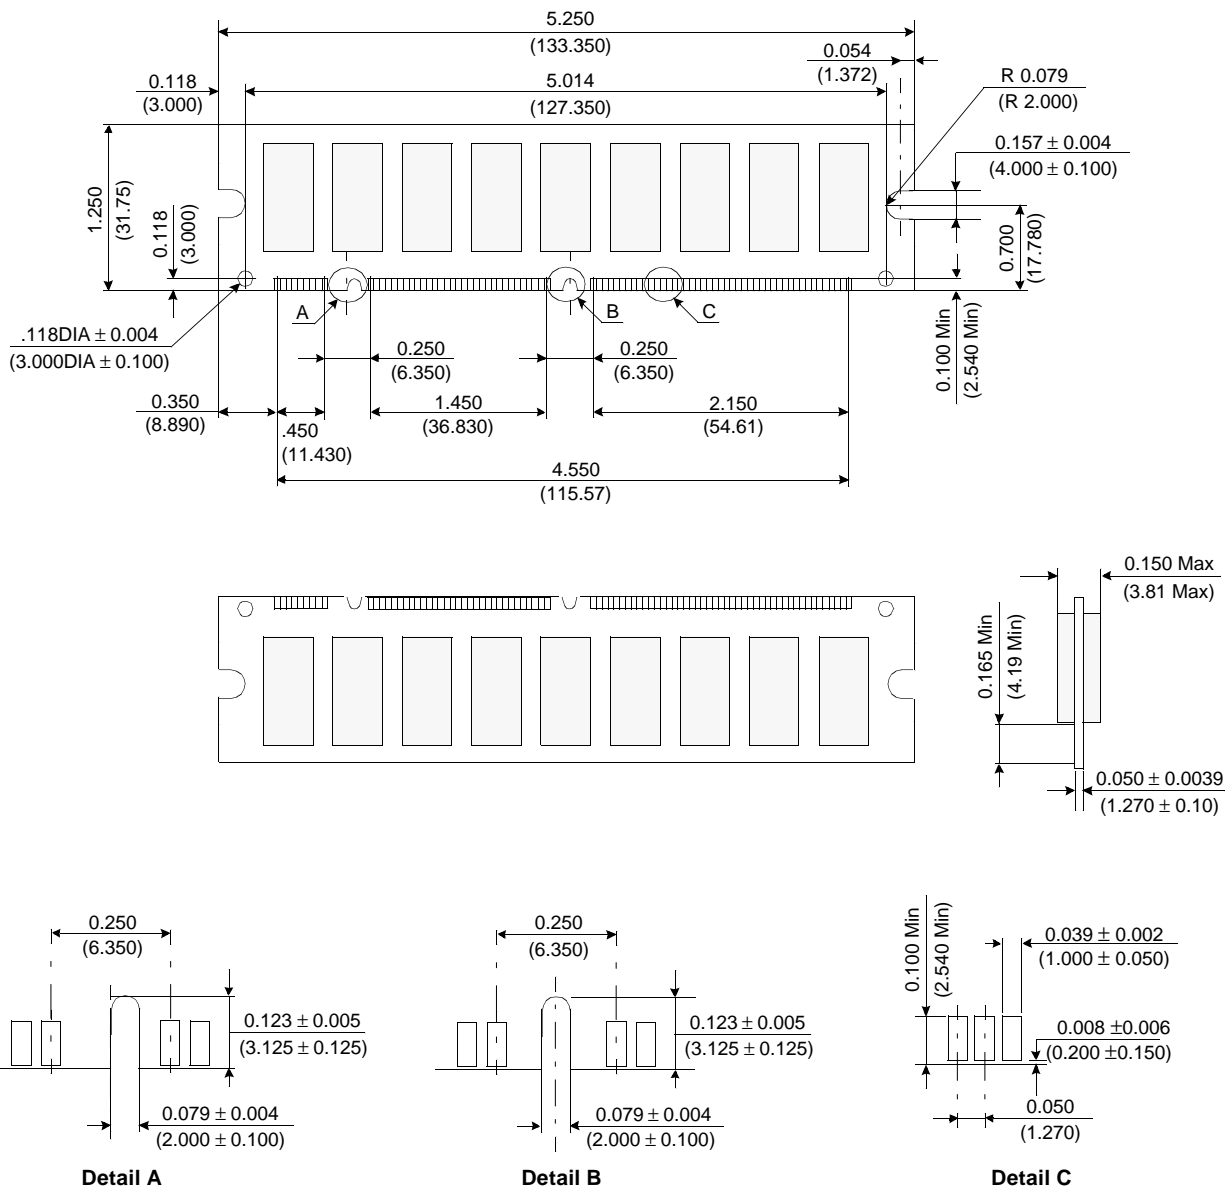 5.250
(133.350)
0.054
(1.372)
R 0.079
(R 2.000)
0.118
(3.000)
5.014
(127.350)
0.157 ± 0.004
(4.000 ± 0.100)
1.250
(31.75)
0.118
(3.000)
0.700
(17.780)
A
B
C
.118DIA ± 0.004
(3.000DIA ± 0.100)
0.250
(6.350)
0.250
(6.350)
0.100 Min
(2.540 Min)
0.350
(8.890)
.450
(11.430)
1.450
(36.830)
2.150
(54.61)
4.550
(115.57)
0.150 Max
(3.81 Max)
0.165 Min
(4.19 Min)
0.050 ± 0.0039
(1.270 ± 0.10)
0.250
(6.350)
0.123 ± 0.005
(3.125 ± 0.125)
0.079 ± 0.004
(2.000 ± 0.100)
Detail A
0.250
(6.350)
0.123 ± 0.005
(3.125 ± 0.125)
0.079 ± 0.004
(2.000 ± 0.100)
Detail B
0.100 Min
(2.540 Min)
0.039 ± 0.002
(1.000 ± 0.050)
0.008 ±0.006
(0.200 ±0.150)
0.050
(1.270)
Detail C